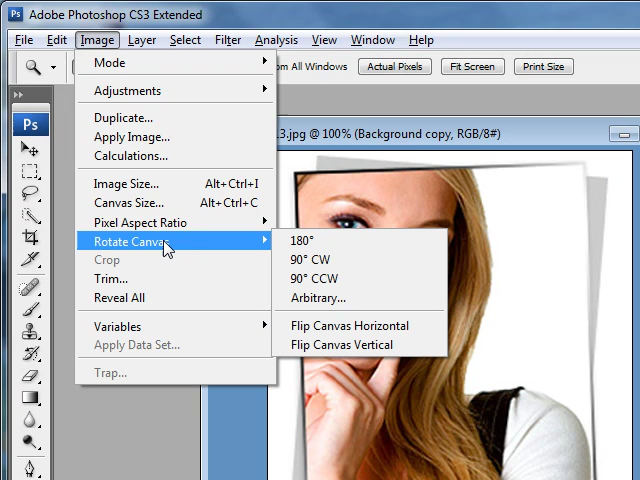 Ps Adobe Photoshop CS3 Extended
File Edit Image Layer Select Filter Analysis View Window Help
All Windows Actual Pixels Fit Screen Print Size
Mode
Adjustments
Duplicate...
Apply Image...
Calculations...
Image Size... Alt+Ctrl+I
Canvas Size... Alt+Ctrl+C
Pixel Aspect Ratio
Rotate Canvas
Crop
Trim...
Reveal All
Variables
Apply Data Set...
Trap...
180°
90° CW
90° CCW
Arbitrary...
Flip Canvas Horizontal
Flip Canvas Vertical
3.jpg @ 100% (Background copy, RGB/8#)
Ps